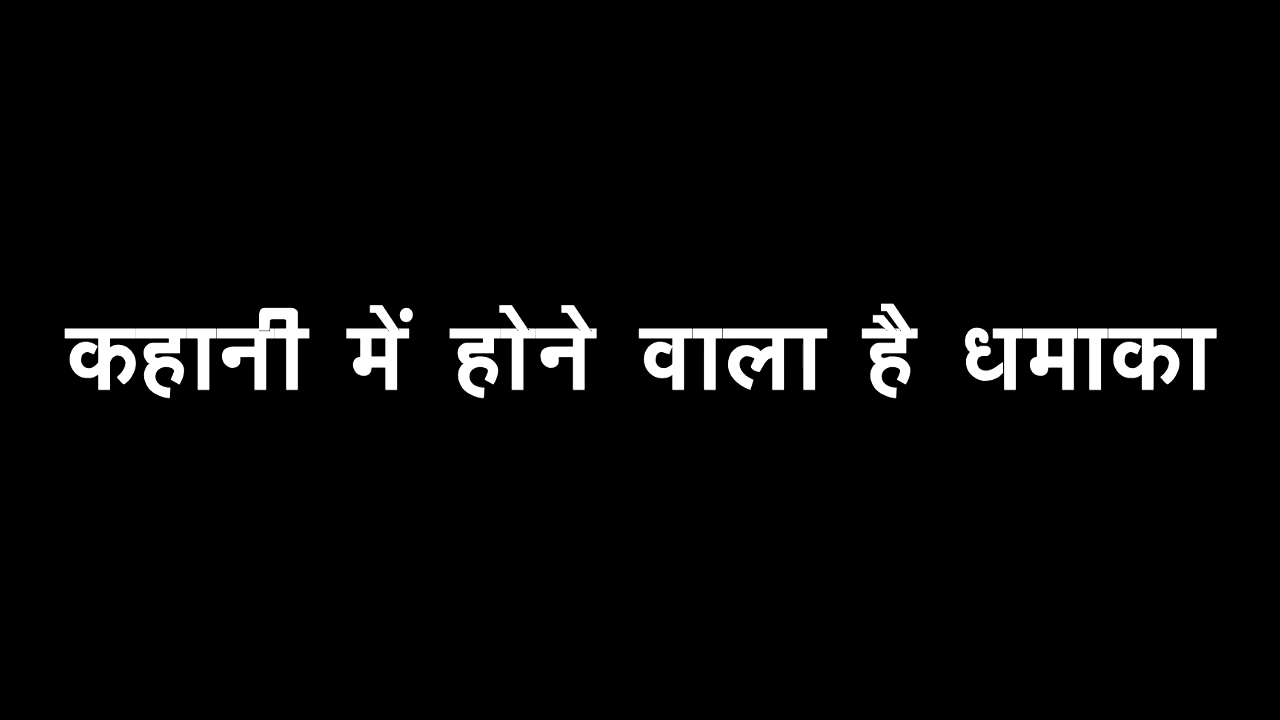 कहानी में होने वाला है धमाका